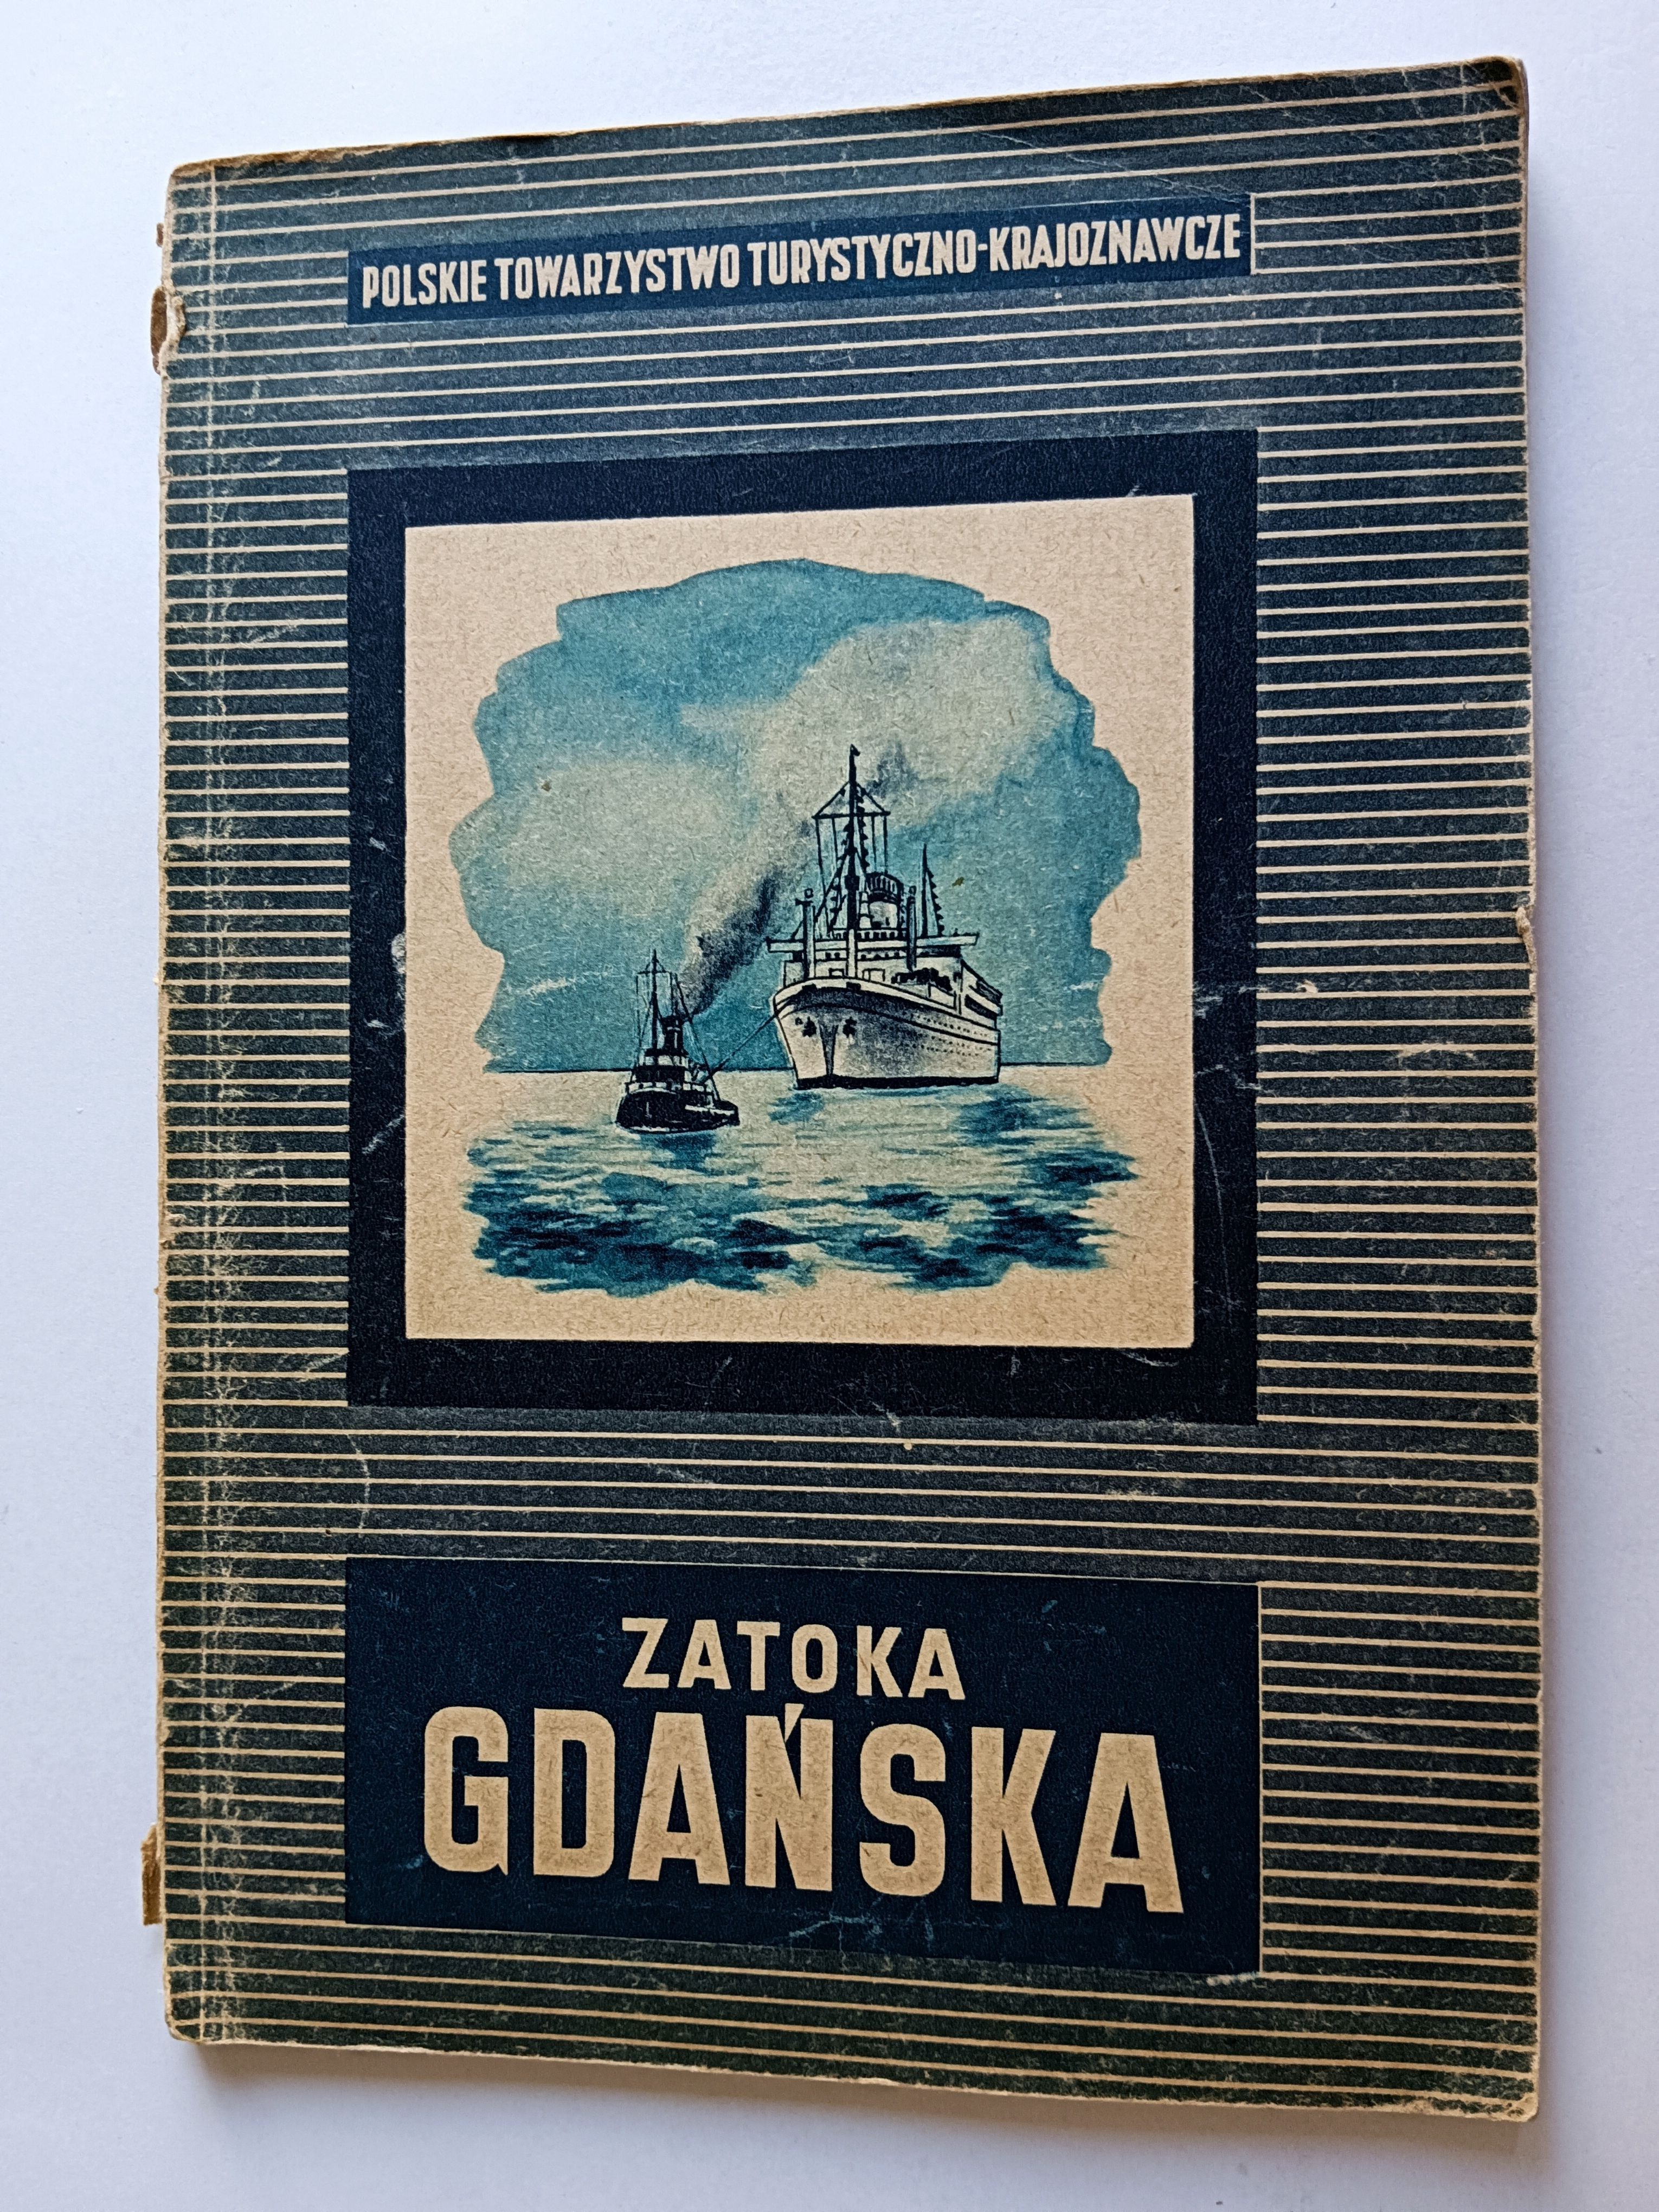 POLSKIE TOWARZYSTWO TURYSTYCZNO-KRAJOZNAWCZE
ZATOKA
GDAŃSKA